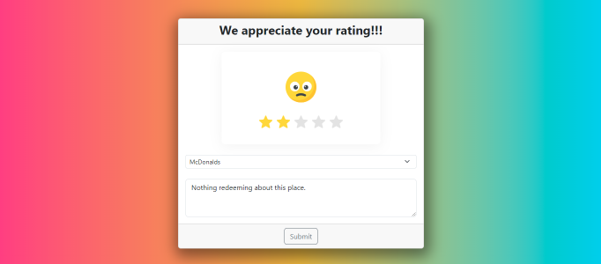 We appreciate your rating!!!
McDonalds
Nothing redeeming about this place.
Submit